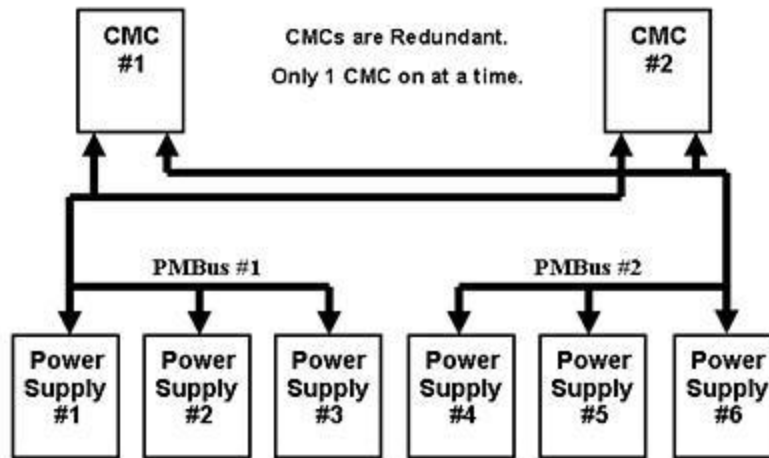 CMC
#1
CMCs are Redundant.
Only 1 CMC on at a time.
CMC
#2
PMBus #1
PMBus #2
Power
Supply
#1
Power
Supply
#2
Power
Supply
#3
Power
Supply
#4
Power
Supply
#5
Power
Supply
#6